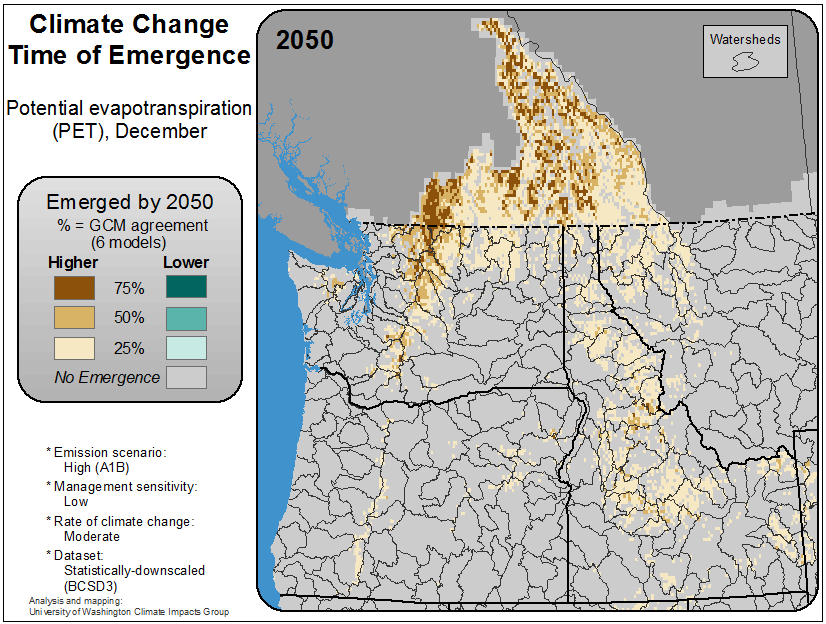 Climate Change
Time of Emergence
Potential evapotranspiration
(PET), December
Emerged by 2050
% = GCM agreement
(6 models)
Higher Lower
75%
50%
25%
No Emergence
* Emission scenario:
High (A1B)
* Management sensitivity:
Low
* Rate of climate change:
Moderate
* Dataset:
Statistically-downscaled
(BCSD3)
Analysis and mapping:
University of Washington Climate Impacts Group
2050
Watersheds